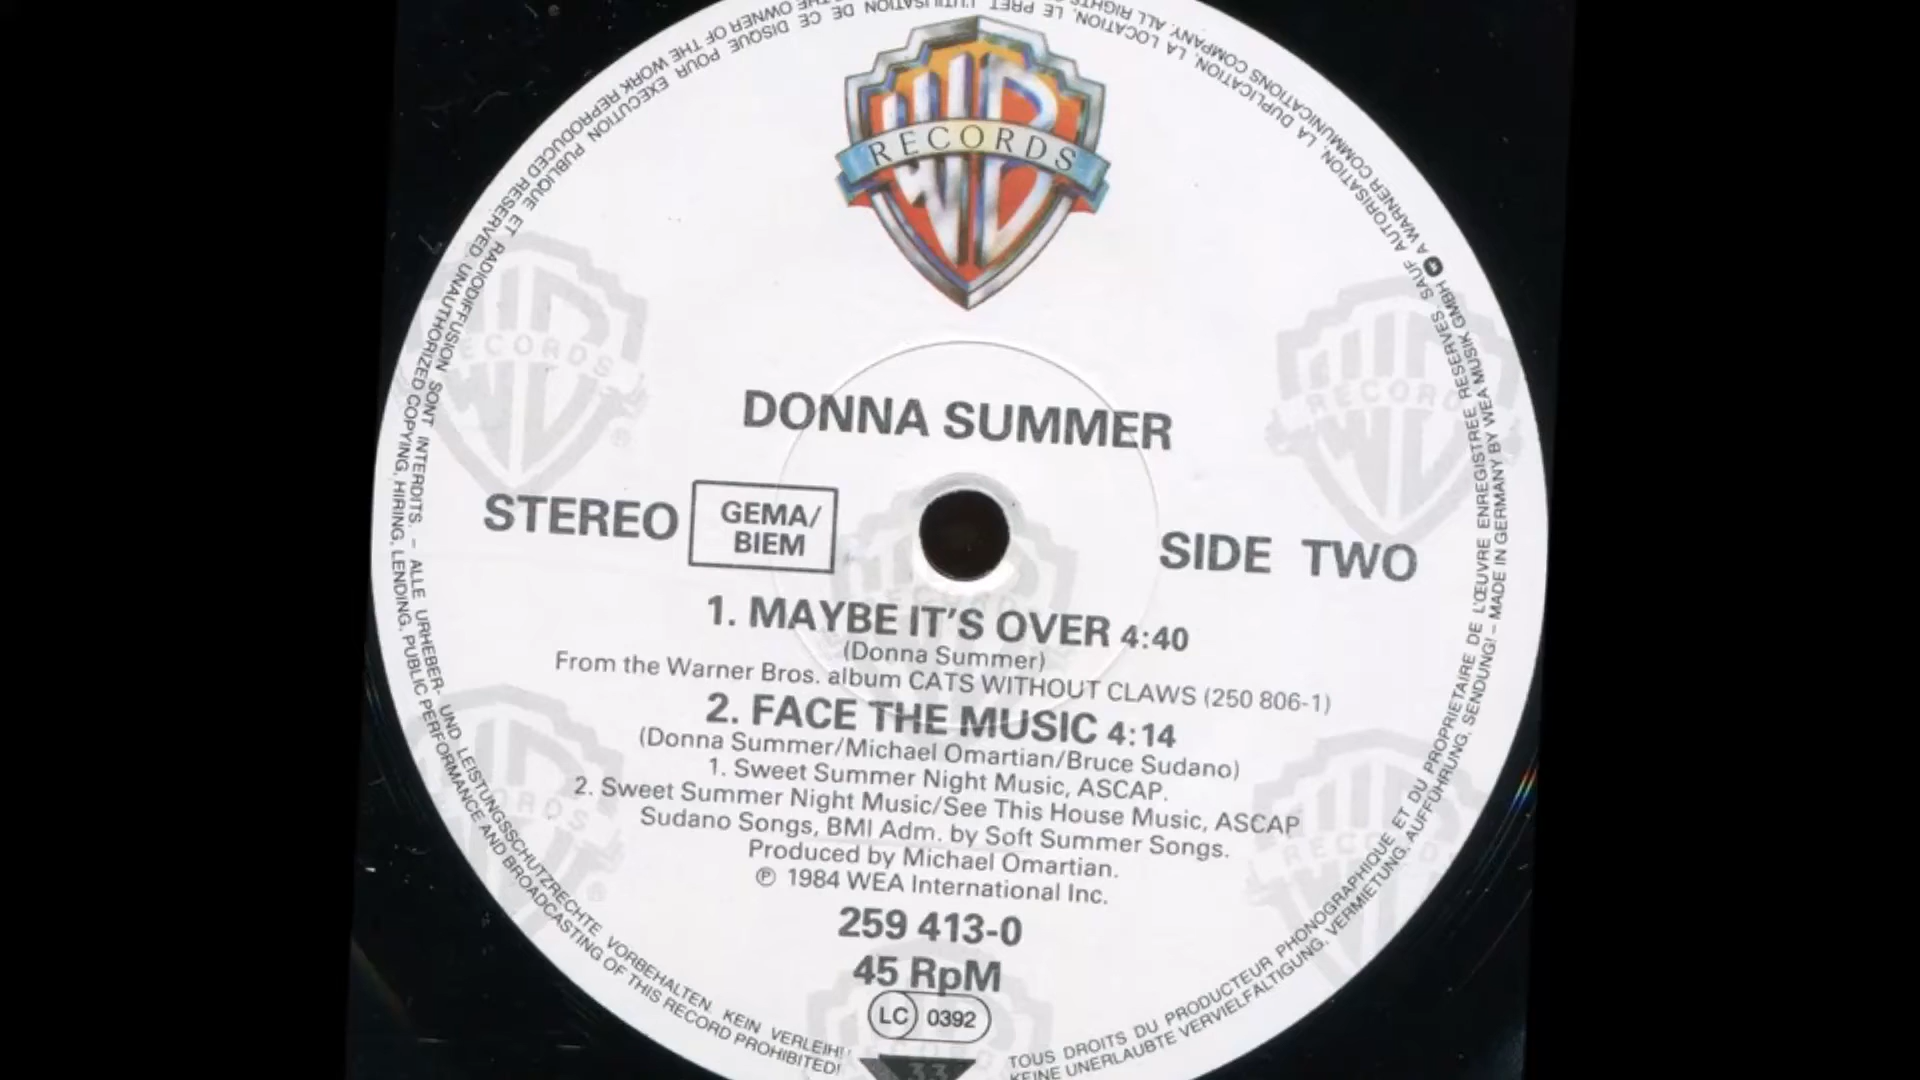 RECORDS
DONNA SUMMER
STEREO
GEMA/
BIEM
SIDE TWO
1. MAYBE IT'S OVER 4:40
(Donna Summer)
From the Warner Bros. album CATS WITHOUT CLAWS (250 806-1)
2. FACE THE MUSIC 4:14
(Donna Summer/Michael Omartian/Bruce Sudano)
1. Sweet Summer Night Music, ASCAP.
2. Sweet Summer Night Music/See This House Music, ASCAP
Sudano Songs, BMI Adm. by Soft Summer Songs.
Produced by Michael Omartian.
℗ 1984 WEA International Inc.
259 413-0
45 RpM
LC 0392
33
TOUS DROITS DU PRODUCTEUR PHONOGRAPHIQUE ET DU PROPRIETAIRE DE L'ŒUVRE ENREGISTREE RESERVES. SAUF AUTORISATION, LA DUPLICATION, LA LOCATION, LE PRET, L'UTILISATION DE CE DISQUE POUR EXECUTION PUBLIQUE ET RADIODIFFUSION SONT INTERDITS. – ALLE URHEBER- UND LEISTUNGSSCHUTZRECHTE VORBEHALTEN. KEIN VERLEIH!
KEINE UNERLAUBTE VERVIELFÄLTIGUNG, VERMIETUNG, AUFFÜHRUNG, SENDUNG! – MADE IN GERMANY BY WEA MUSIK GMBH A WARNER COMMUNICATIONS COMPANY. ALL RIGHTS
THE OWNER OF THE WORK REPRODUCED RESERVED. UNAUTHORIZED COPYING, HIRING, LENDING, PUBLIC PERFORMANCE AND BROADCASTING OF THIS RECORD PROHIBITED!